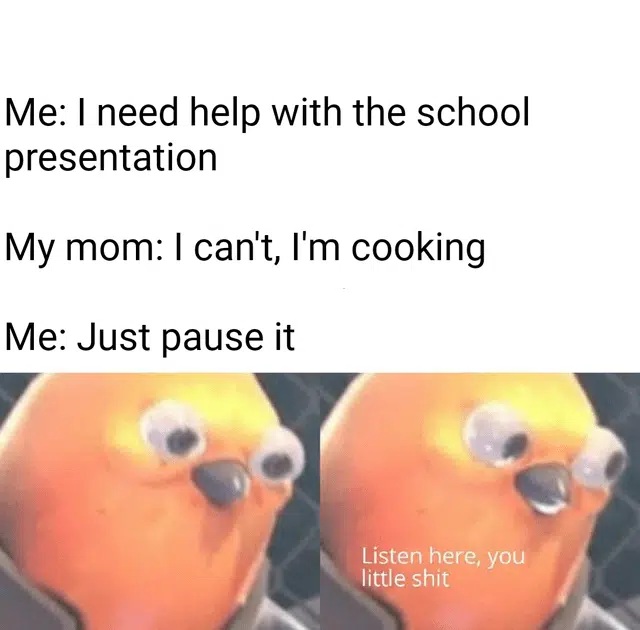 Me: I need help with the school
presentation
My mom: I can't, I'm cooking
Me: Just pause it
Listen here, you
little shit